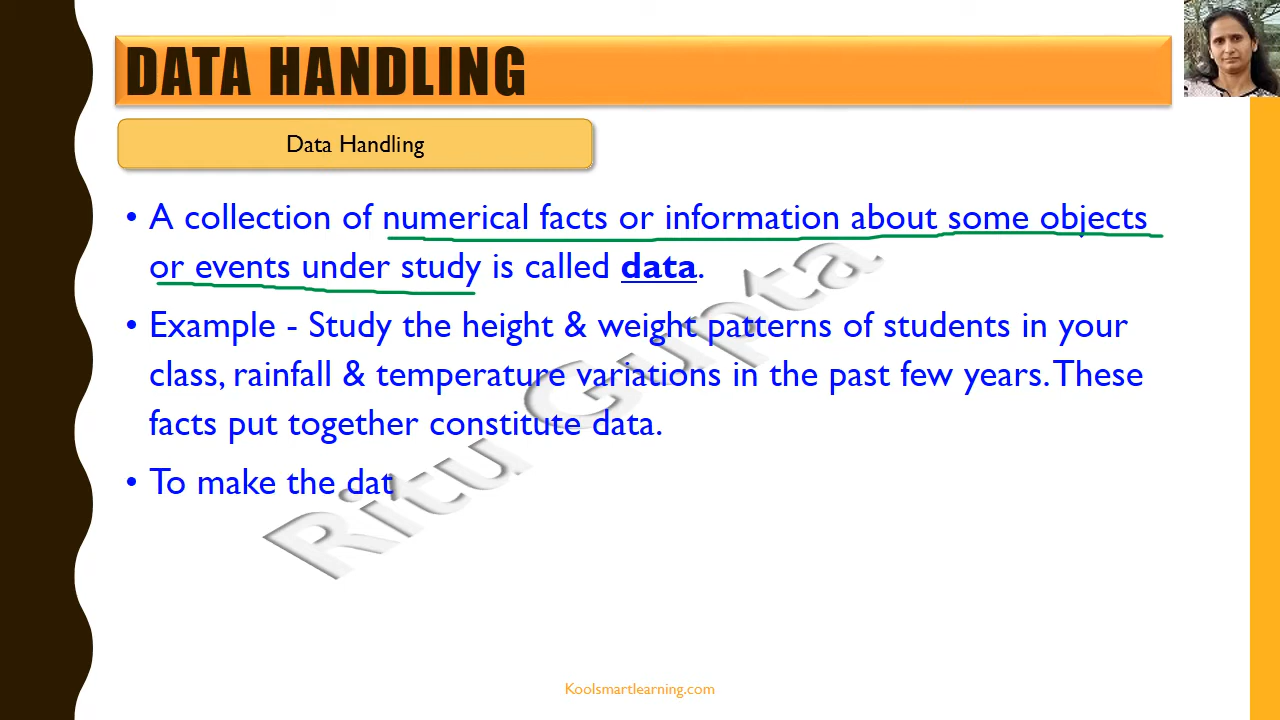 DATA HANDLING
Data Handling
• A collection of numerical facts or information about some objects
or events under study is called data.
• Example - Study the height & weight patterns of students in your
class, rainfall & temperature variations in the past few years. These
facts put together constitute data.
• To make the dat
Ritu Gupta
Koolsmartlearning.com